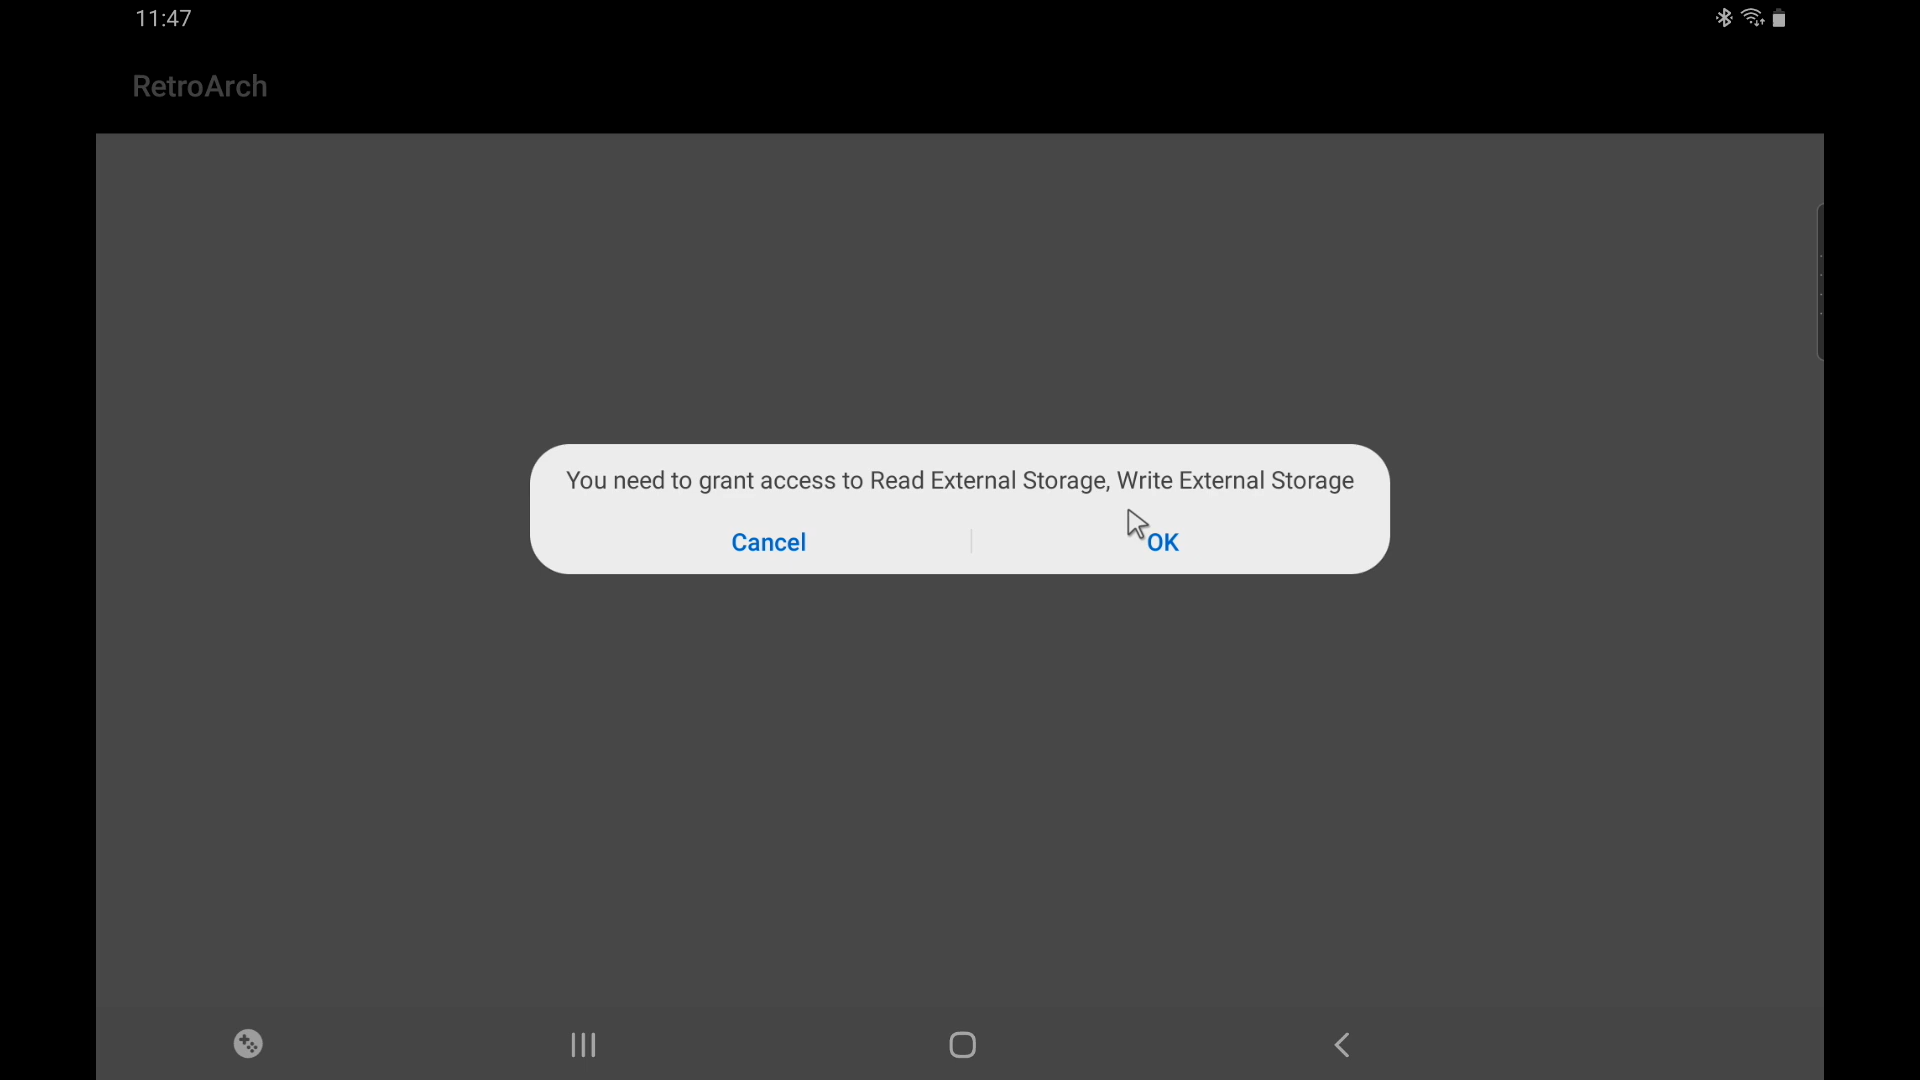 11:47
RetroArch
You need to grant access to Read External Storage, Write External Storage
Cancel
OK